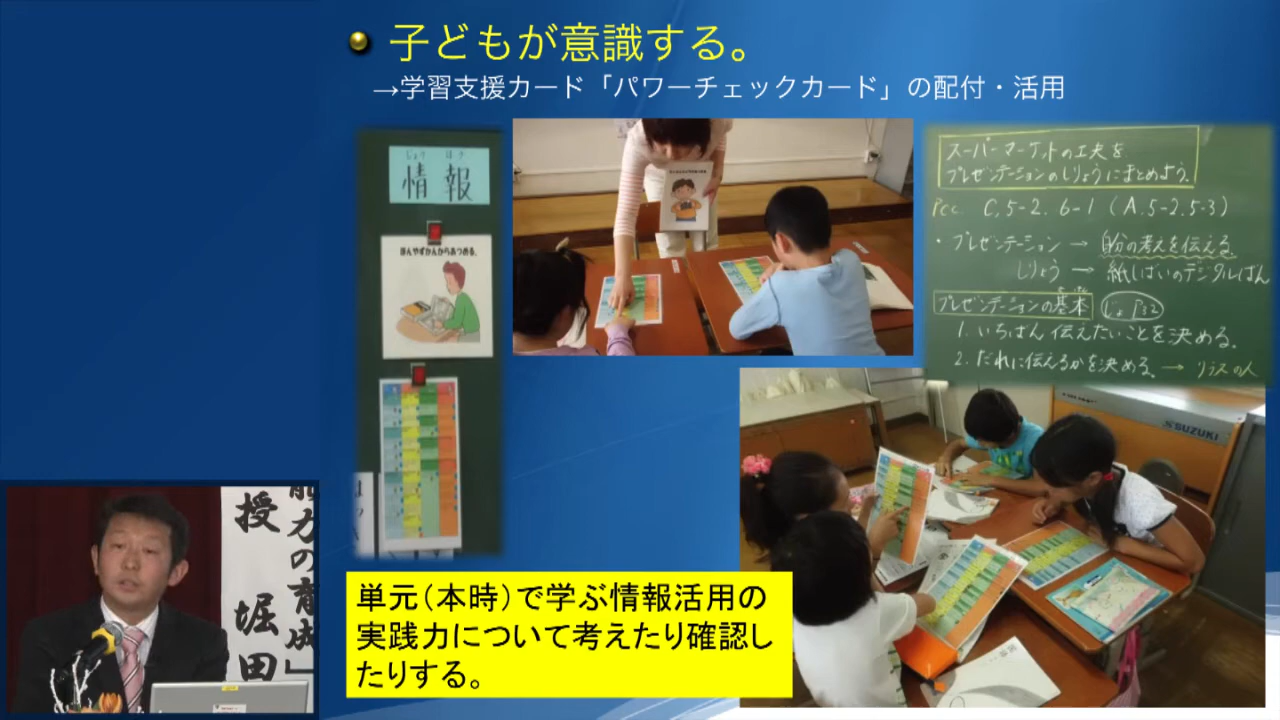 子どもが意識する。
→学習支援カード「パワーチェックカード」の配付・活用
じょう ほう
情報
ほんやずかんからあつめる。
スーパーマーケットの工夫を
プレゼンテーションのしりょうにまとめよう。
Pcc. C.5-2. 6-1 (A.5-2.5-3)
・プレゼンテーション → 自分の考えを伝える
しりょう → 紙しばいのデジタルばん
プレゼンテーションの基本
1. いちばん伝えたいことを決める。
2. だれに伝えるかを決める。→
SUZUKI
単元（本時）で学ぶ情報活用の
実践力について考えたり確認し
たりする。
力の育成」
授 堀田